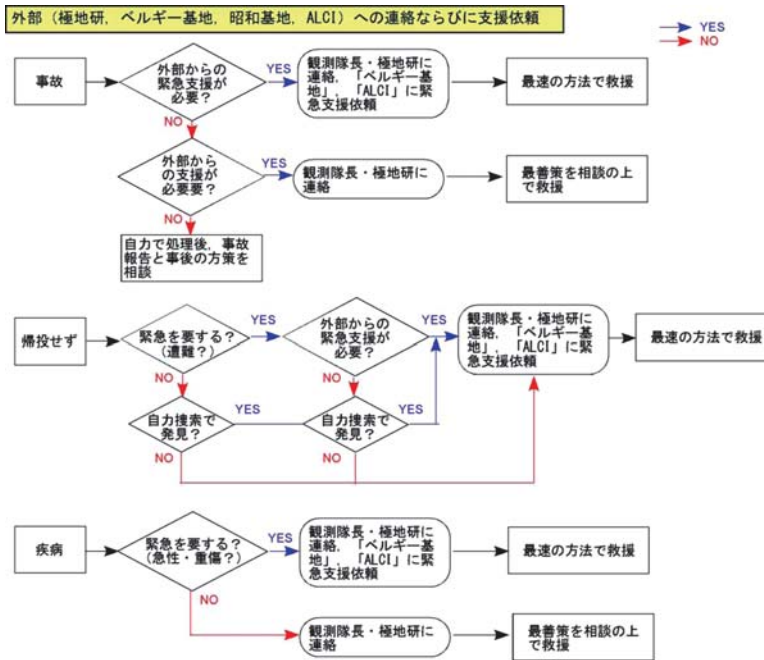 外部（極地研，ベルギー基地，昭和基地，ALCI）への連絡ならびに支援依頼
YES
NO
事故
外部からの
緊急支援が
必要？
YES
観測隊長・極地研に
連絡，「ベルギー基
地」，「ALCI」に緊
急支援依頼
最速の方法で救援
NO
外部から
の支援が
必要要？
YES
観測隊長・極地研に
連絡
最善策を相談の上
で救援
NO
自力で処理後，事故
報告と事後の方策を
相談
帰投せず
緊急を要する？
(遭難？)
YES
外部からの
緊急支援が
必要？
YES
観測隊長・極地研に
連絡，「ベルギー基
地」，「ALCI」に緊
急支援依頼
最速の方法で救援
NO
NO
自力捜索で
発見？
YES
自力捜索で
発見？
YES
NO
NO
疾病
緊急を要する？
(急性・重傷？)
YES
観測隊長・極地研に
連絡，「ベルギー基
地」，「ALCI」に緊
急支援依頼
最速の方法で救援
NO
観測隊長・極地研に
連絡
最善策を相談の上
で救援